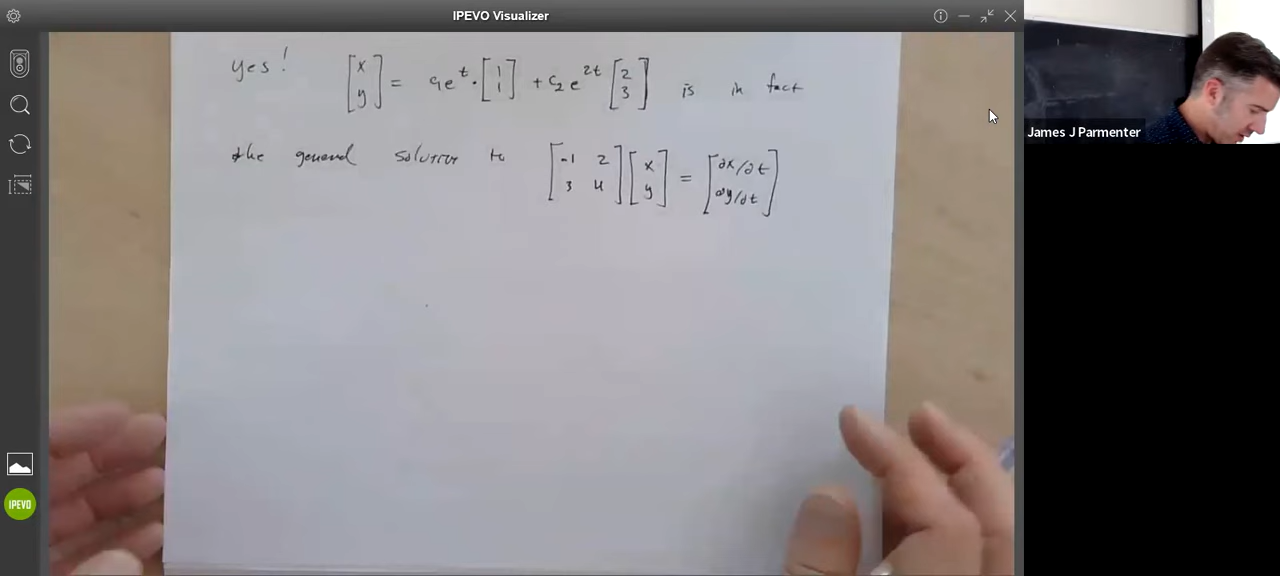 IPEVO Visualizer
yes! [x y] = c₁e^t · [1 1] + c₂e^2t [2 3] is in fact
the general solution to [-1 2 3 4] [x y] = [∂x/∂t ∂y/∂t]
James J Parmenter
IPEVO